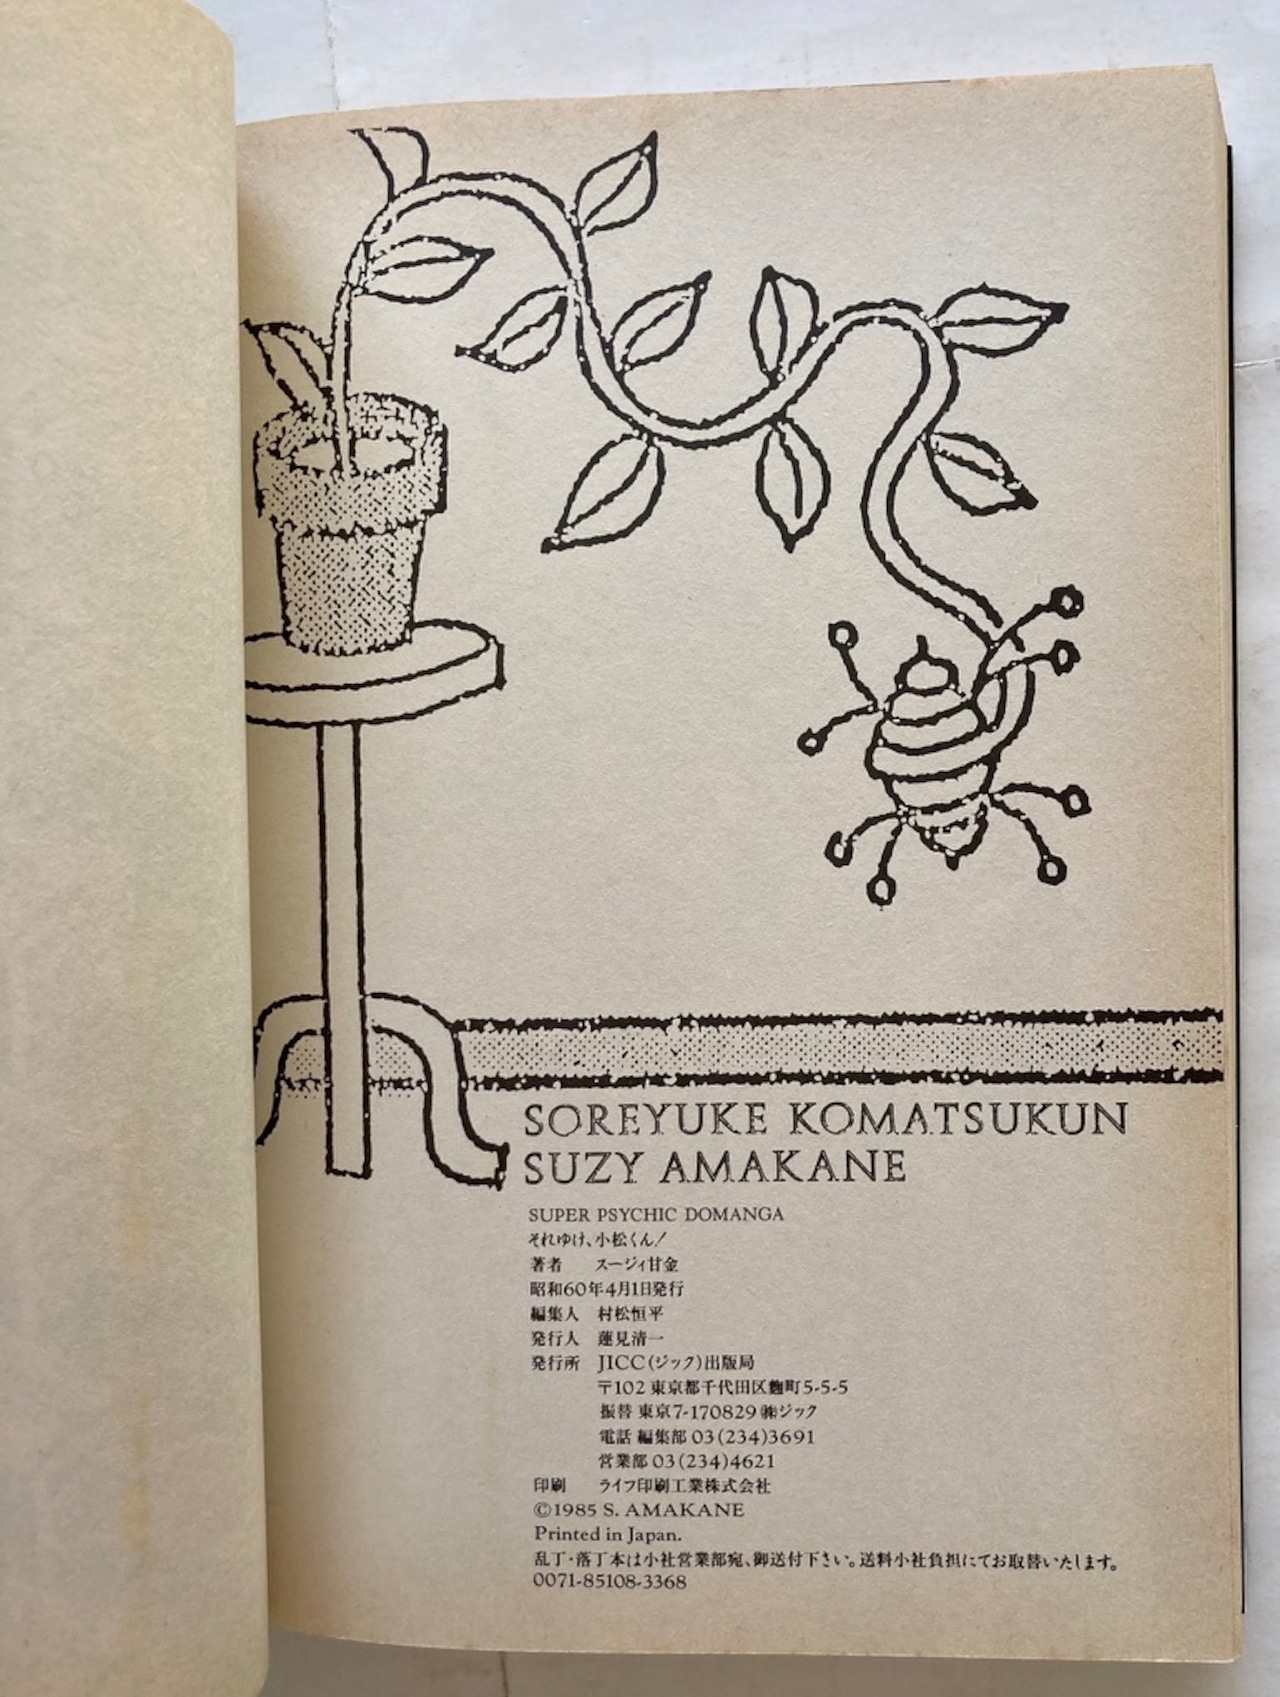 SOREYUKE KOMATSUKUN
SUZY AMAKANE
SUPER PSYCHIC DOMANGA
それゆけ、小松くん!
著者 スージィ甘金
昭和60年4月1日発行
編集人 村松恒平
発行人 蓮見清一
発行所 JICC(ジック)出版局
〒102 東京都千代田区麹町5-5-5
振替 東京7-170829 ㈱ジック
電話 編集部 03(234)3691
営業部 03(234)4621
印刷 ライフ印刷工業株式会社
©1985 S. AMAKANE
Printed in Japan.
乱丁・落丁本は小社営業部宛、御送付下さい。送料小社負担にてお取替いたします。
0071-85108-3368